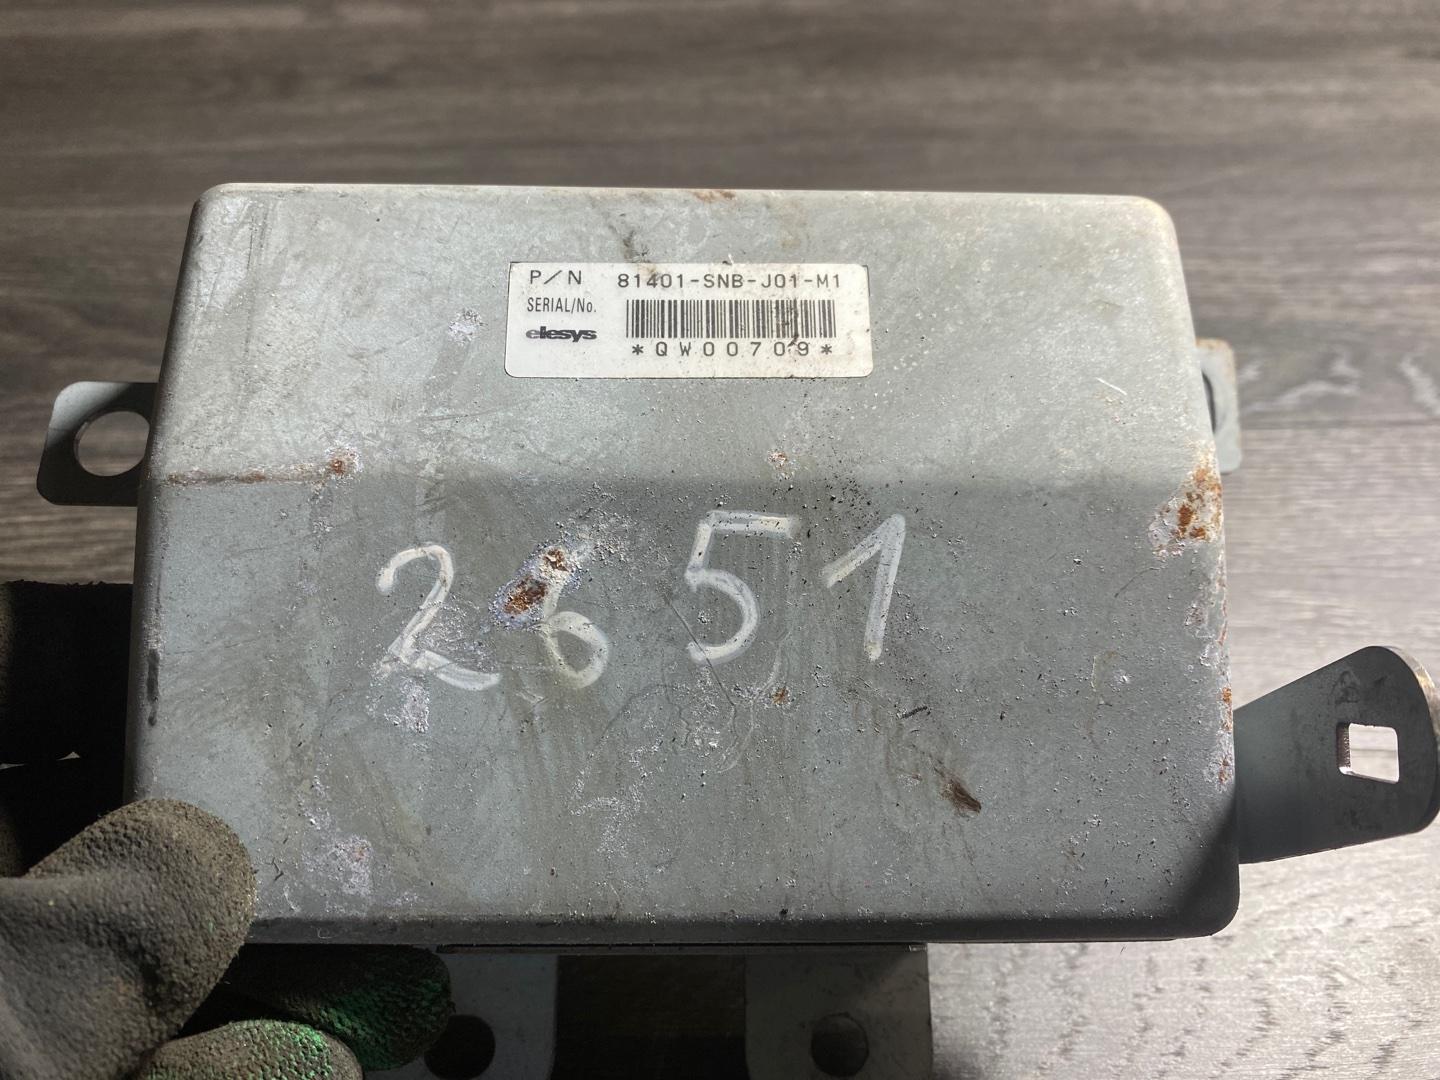 P/N 81401-SNB-J01-M1
SERIAL/No.
elesys
*QW00709*
2651